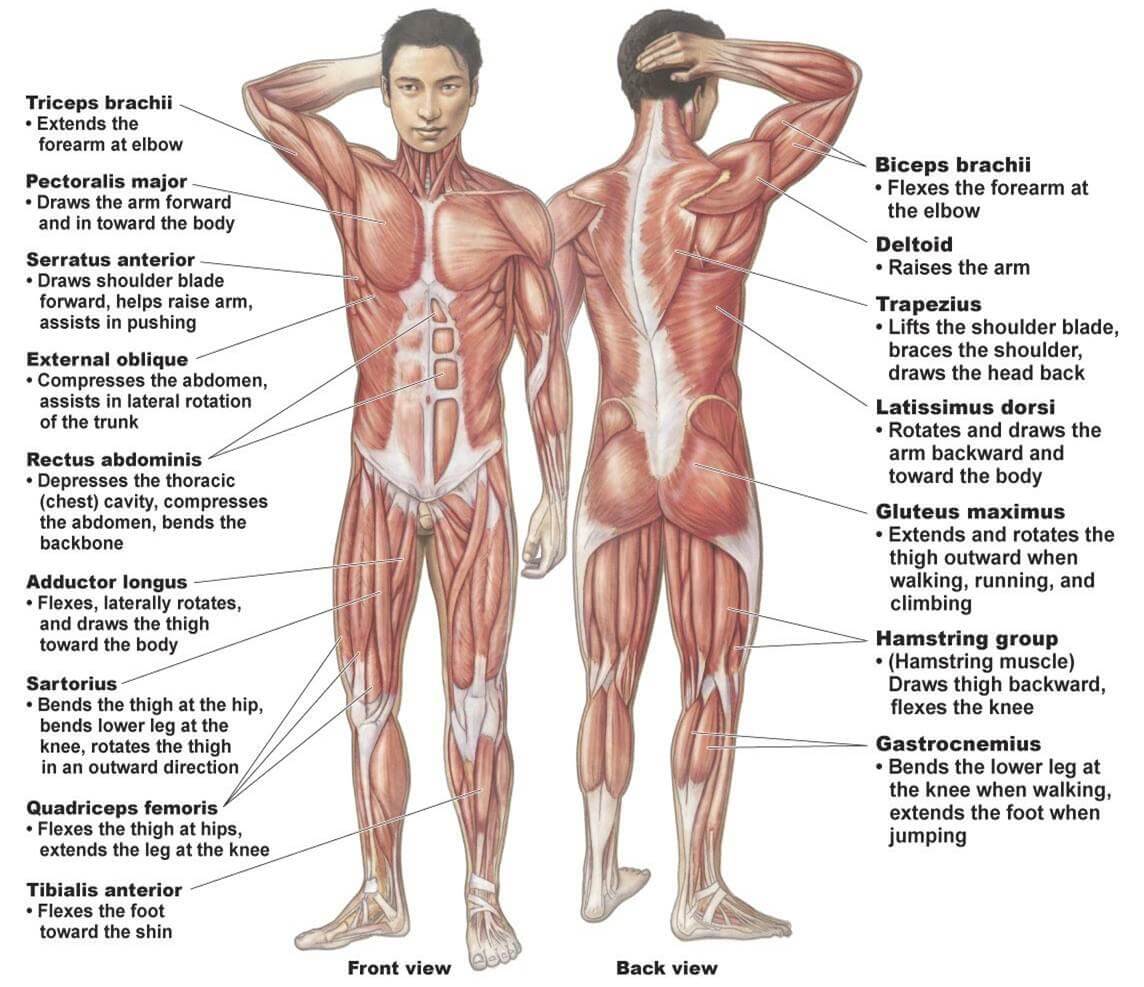 Triceps brachii
• Extends the
forearm at elbow
Pectoralis major
• Draws the arm forward
and in toward the body
Serratus anterior
• Draws shoulder blade
forward, helps raise arm,
assists in pushing
External oblique
• Compresses the abdomen,
assists in lateral rotation
of the trunk
Rectus abdominis
• Depresses the thoracic
(chest) cavity, compresses
the abdomen, bends the
backbone
Adductor longus
• Flexes, laterally rotates,
and draws the thigh
toward the body
Sartorius
• Bends the thigh at the hip,
bends lower leg at the
knee, rotates the thigh
in an outward direction
Quadriceps femoris
• Flexes the thigh at hips,
extends the leg at the knee
Tibialis anterior
• Flexes the foot
toward the shin
Front view
Biceps brachii
• Flexes the forearm at
the elbow
Deltoid
• Raises the arm
Trapezius
• Lifts the shoulder blade,
braces the shoulder,
draws the head back
Latissimus dorsi
• Rotates and draws the
arm backward and
toward the body
Gluteus maximus
• Extends and rotates the
thigh outward when
walking, running, and
climbing
Hamstring group
• (Hamstring muscle)
Draws thigh backward,
flexes the knee
Gastrocnemius
• Bends the lower leg at
the knee when walking,
extends the foot when
jumping
Back view